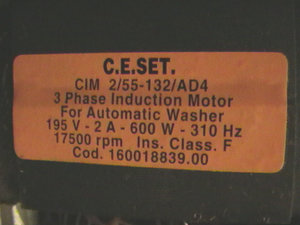 C.E.SET.
CIM 2/55-132/AD4
3 Phase Induction Motor
For Automatic Washer
195 V - 2 A - 600 W - 310 Hz
17500 rpm Ins. Class. F
Cod. 160018839.00